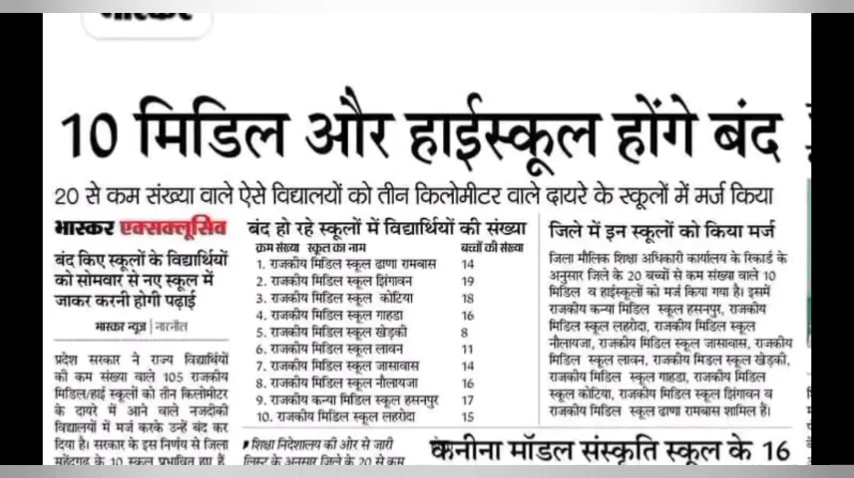 भास्कर
10 मिडिल और हाईस्कूल होंगे बंद
20 से कम संख्या वाले ऐसे विद्यालयों को तीन किलोमीटर वाले दायरे के स्कूलों में मर्ज किया
भास्कर एक्सक्लूसिव
बंद किए स्कूलों के विद्यार्थियों
को सोमवार से नए स्कूल में
जाकर करनी होगी पढ़ाई
भास्कर न्यूज | नारनौल
प्रदेश सरकार ने राज्य विद्यार्थियों
की कम संख्या वाले 105 राजकीय
मिडिल/हाई स्कूलों को तीन किलोमीटर
के दायरे में आने वाले नजदीकी
विद्यालयों में मर्ज करके उन्हें बंद कर
दिया है। सरकार के इस निर्णय से जिला
महेंद्रगढ़ के 10 स्कूल प्रभावित हुए हैं
बंद हो रहे स्कूलों में विद्यार्थियों की संख्या
क्रम संख्या स्कूल का नाम बच्चों की संख्या
1. राजकीय मिडिल स्कूल ढाणा रामबास 14
2. राजकीय मिडिल स्कूल झिंगावन 19
3. राजकीय मिडिल स्कूल कोटिया 18
4. राजकीय मिडिल स्कूल गाहडा 16
5. राजकीय मिडिल स्कूल खेड़की 8
6. राजकीय मिडिल स्कूल लावन 11
7. राजकीय मिडिल स्कूल जासावास 14
8. राजकीय मिडिल स्कूल नौलायजा 16
9. राजकीय कन्या मिडिल स्कूल हसनपुर 17
10. राजकीय मिडिल स्कूल लहरोदा 15
शिक्षा निदेशालय की ओर से जारी
लिस्ट के अनुसार जिले के 20 से कम
जिले में इन स्कूलों को किया मर्ज
जिला मौलिक शिक्षा अधिकारी कार्यालय के रिकार्ड के
अनुसार जिले के 20 बच्चों से कम संख्या वाले 10
मिडिल व हाईस्कूलों को मर्ज किया गया है। इसमें
राजकीय कन्या मिडिल स्कूल हसनपुर, राजकीय
मिडिल स्कूल लहरोदा, राजकीय मिडिल स्कूल
नौलायजा, राजकीय मिडिल स्कूल जासावास, राजकीय
मिडिल स्कूल लावन, राजकीय मिडल स्कूल खेड़की,
राजकीय मिडिल स्कूल गाहडा, राजकीय मिडिल
स्कूल कोटिया, राजकीय मिडिल स्कूल झिंगावन व
राजकीय मिडिल स्कूल ढाणा रामबास शामिल हैं।
कनीना मॉडल संस्कृति स्कूल के 16